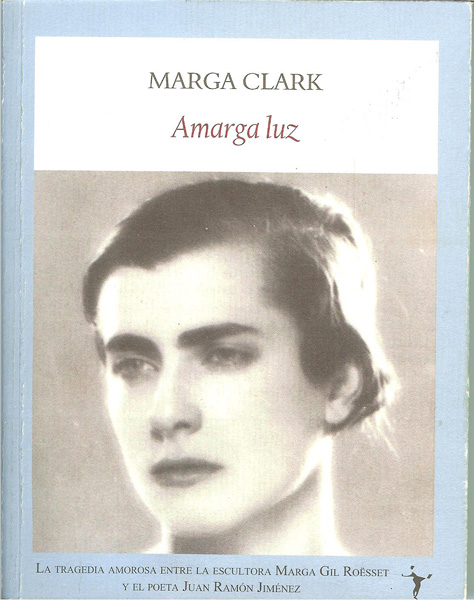 MARGA CLARK
Amarga luz
LA TRAGEDIA AMOROSA ENTRE LA ESCULTORA MARGA GIL ROËSSET
Y EL POETA JUAN RAMÓN JIMÉNEZ